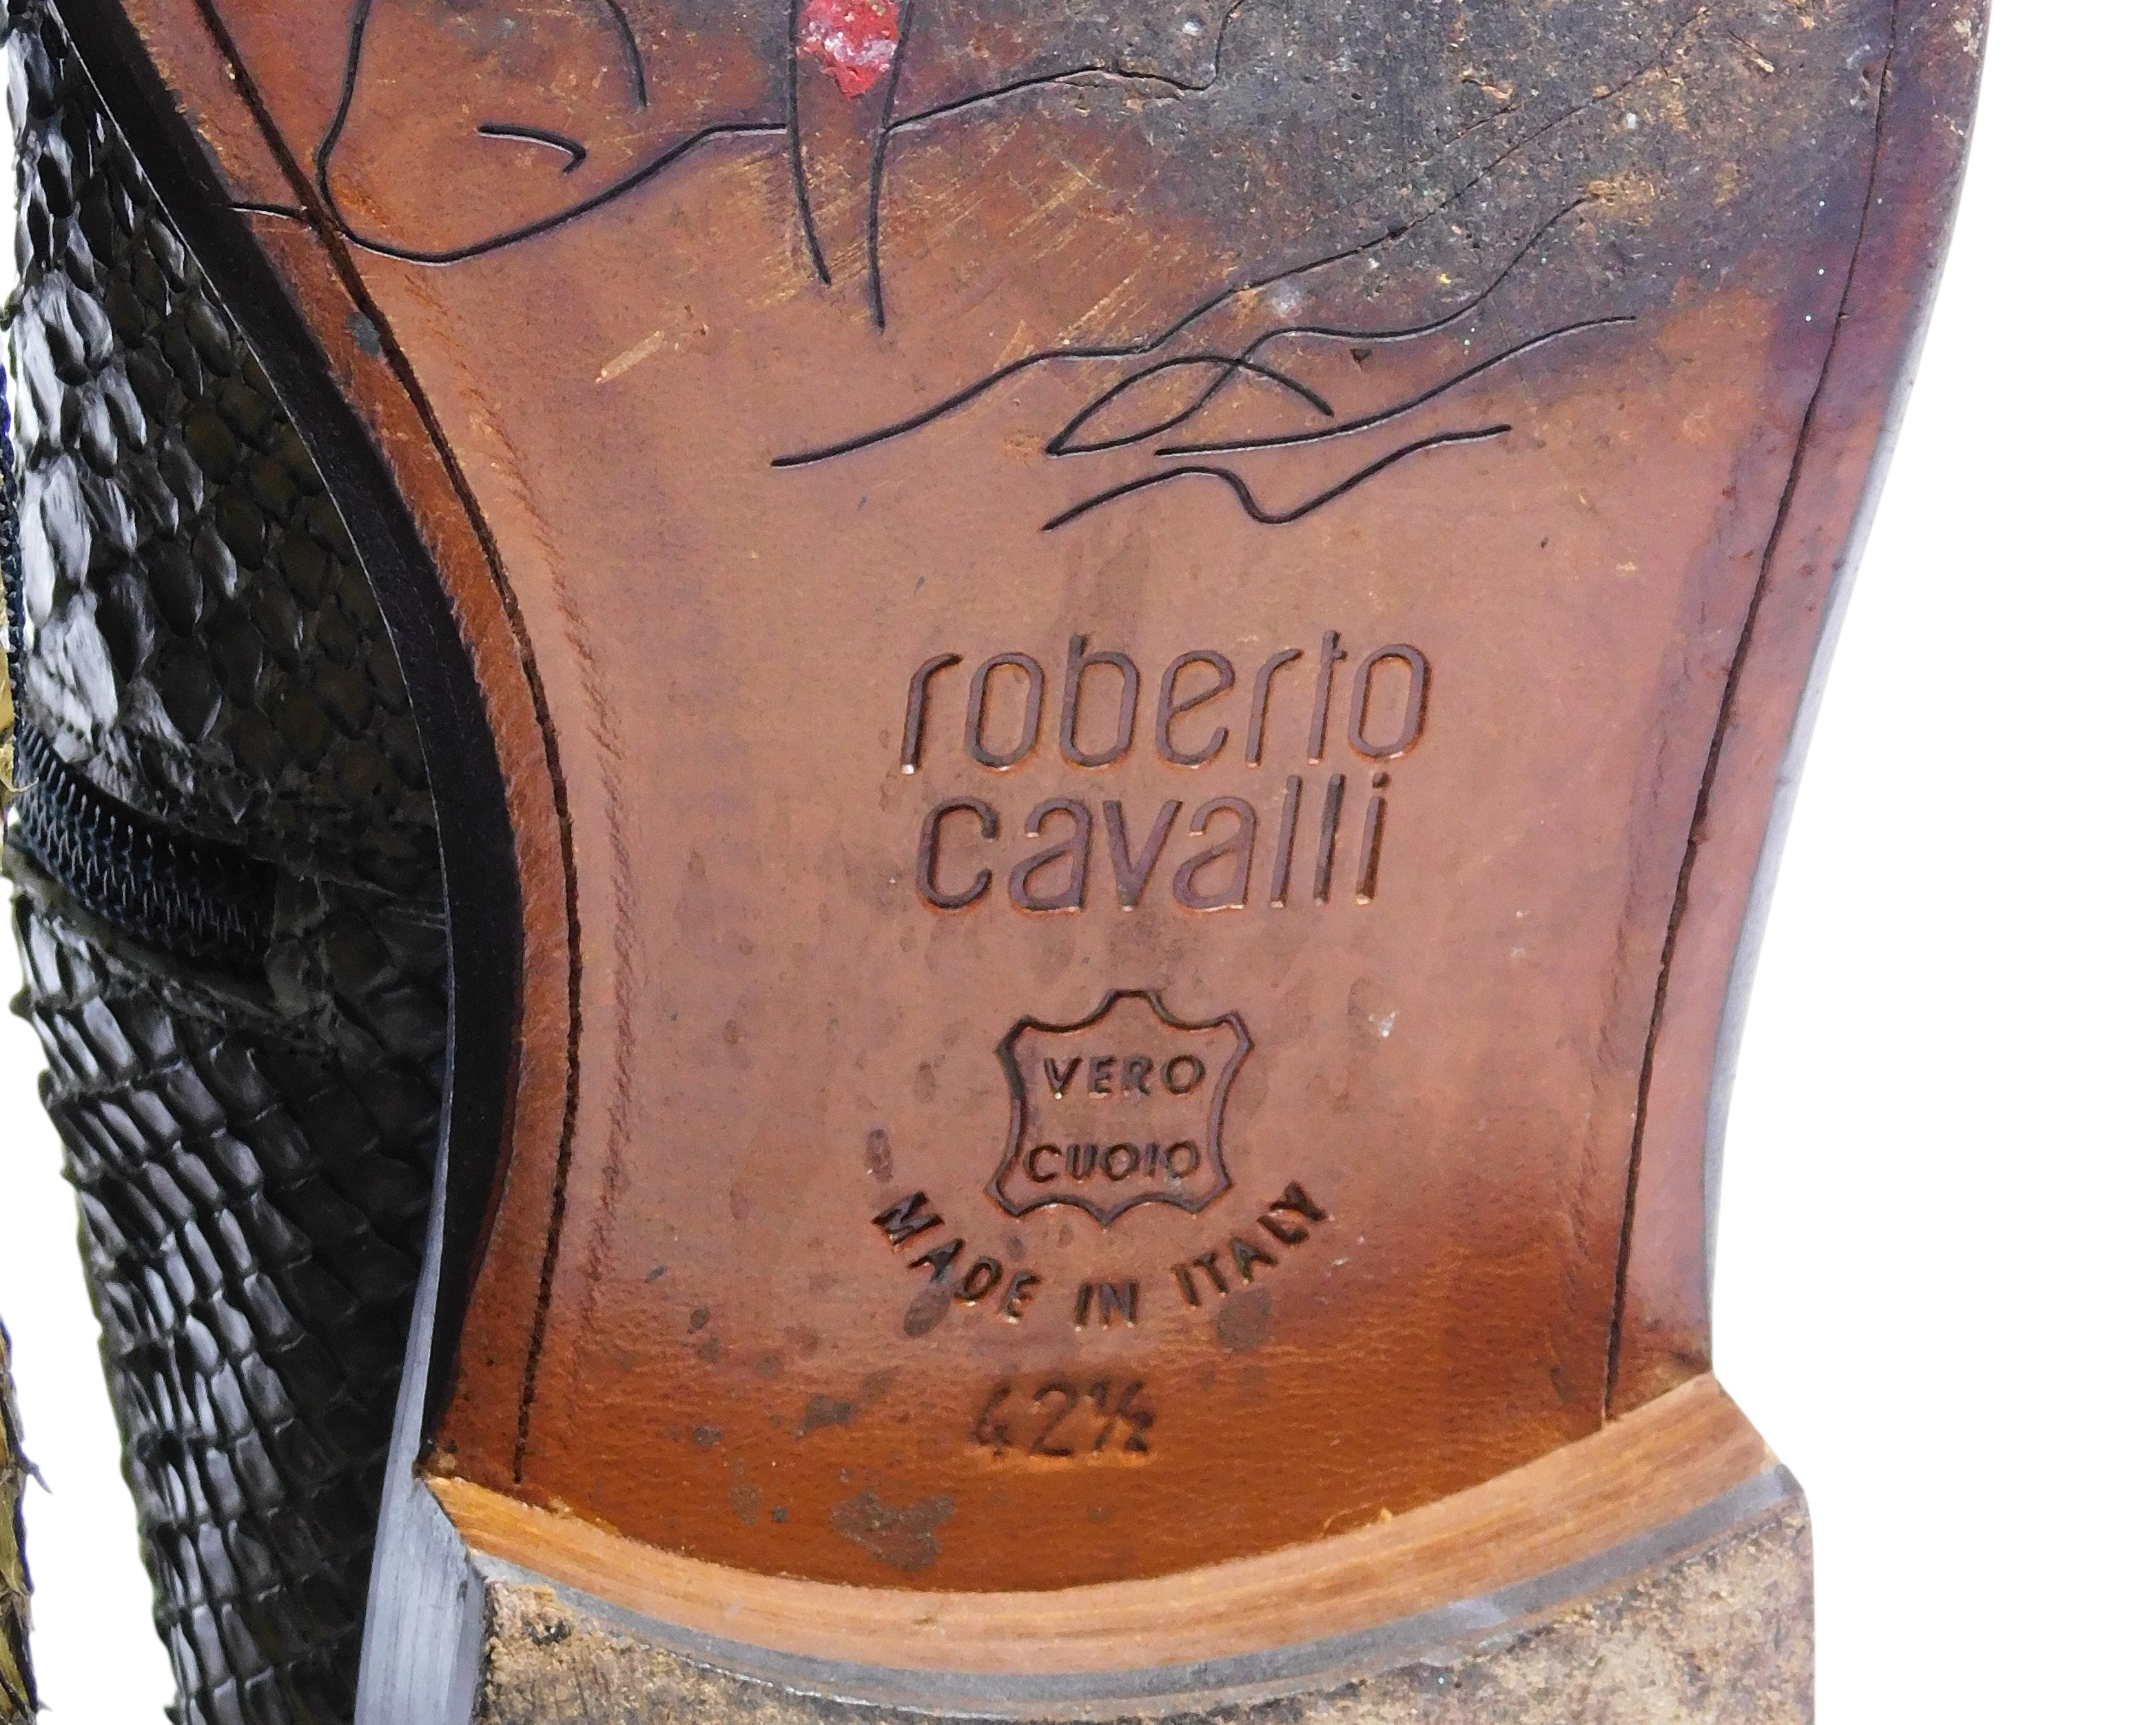 roberto
cavalli
VERO
CUOIO
MADE IN ITALY
42½